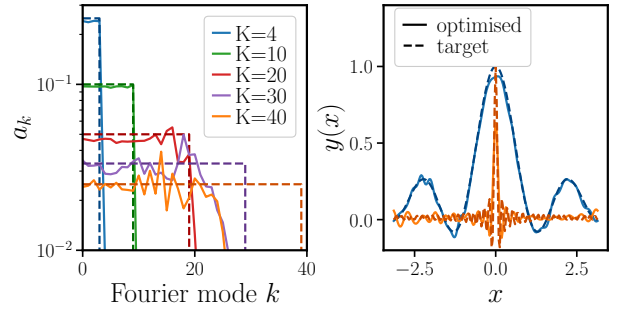 10⁻¹
10⁻²
a_k
0
20
40
Fourier mode k
K=4
K=10
K=20
K=30
K=40
optimised
target
1.0
0.5
0.0
y(x)
−2.5
0.0
2.5
x